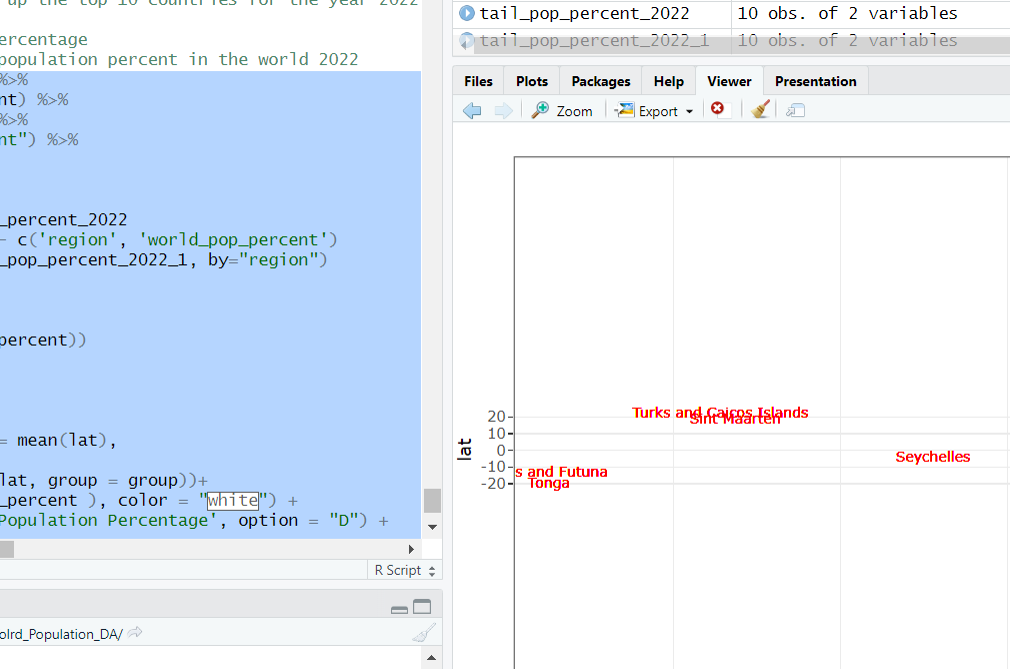 up the top 10 countries for the year 2022
ercentage
population percent in the world 2022
%>%
nt) %>%
%>%
nt") %>%
_percent_2022
- c('region', 'world_pop_percent')
_pop_percent_2022_1, by="region")
percent))
= mean(lat),
lat, group = group))+
_percent ), color = "white") +
Population Percentage', option = "D") +
R Script
olrd_Population_DA/
tail_pop_percent_2022 10 obs. of 2 variables
tail_pop_percent_2022_1 10 obs. of 2 variables
Files Plots Packages Help Viewer Presentation
Zoom Export
lat
20
10
0
-10
-20
Turks and Caicos Islands
Sint Maarten
Seychelles
s and Futuna
Tonga